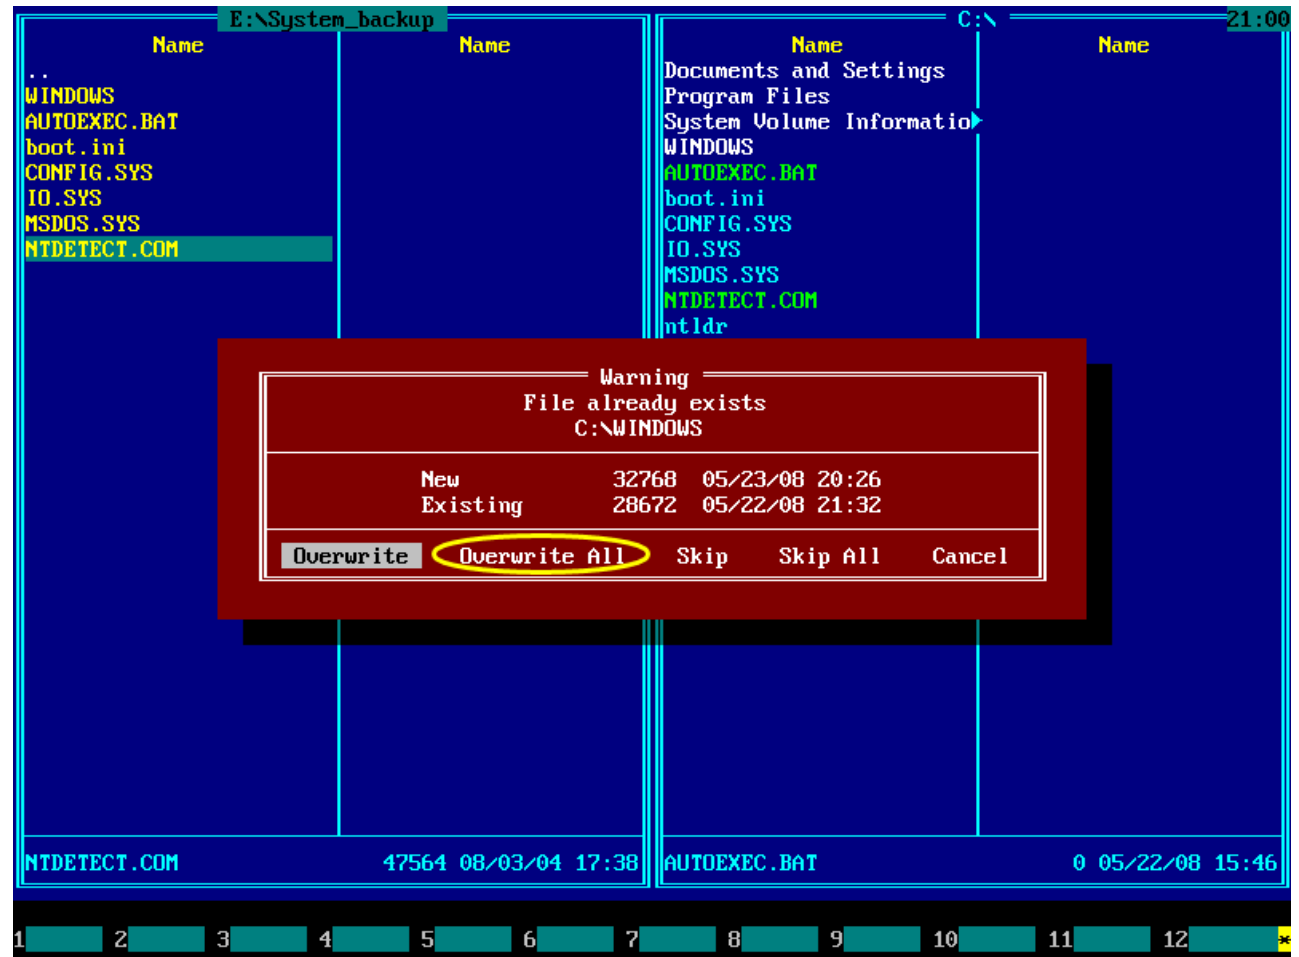 E:\System_backup
Name Name
..
WINDOWS
AUTOEXEC.BAT
boot.ini
CONFIG.SYS
IO.SYS
MSDOS.SYS
NTDETECT.COM
C:\ 21:00
Name Name
Documents and Settings
Program Files
System Volume Informatio
WINDOWS
AUTOEXEC.BAT
boot.ini
CONFIG.SYS
IO.SYS
MSDOS.SYS
NTDETECT.COM
ntldr
Warning
File already exists
C:\WINDOWS
New 32768 05/23/08 20:26
Existing 28672 05/22/08 21:32
Overwrite Overwrite All Skip Skip All Cancel
NTDETECT.COM 47564 08/03/04 17:38
AUTOEXEC.BAT 0 05/22/08 15:46
1 2 3 4 5 6 7 8 9 10 11 12 *